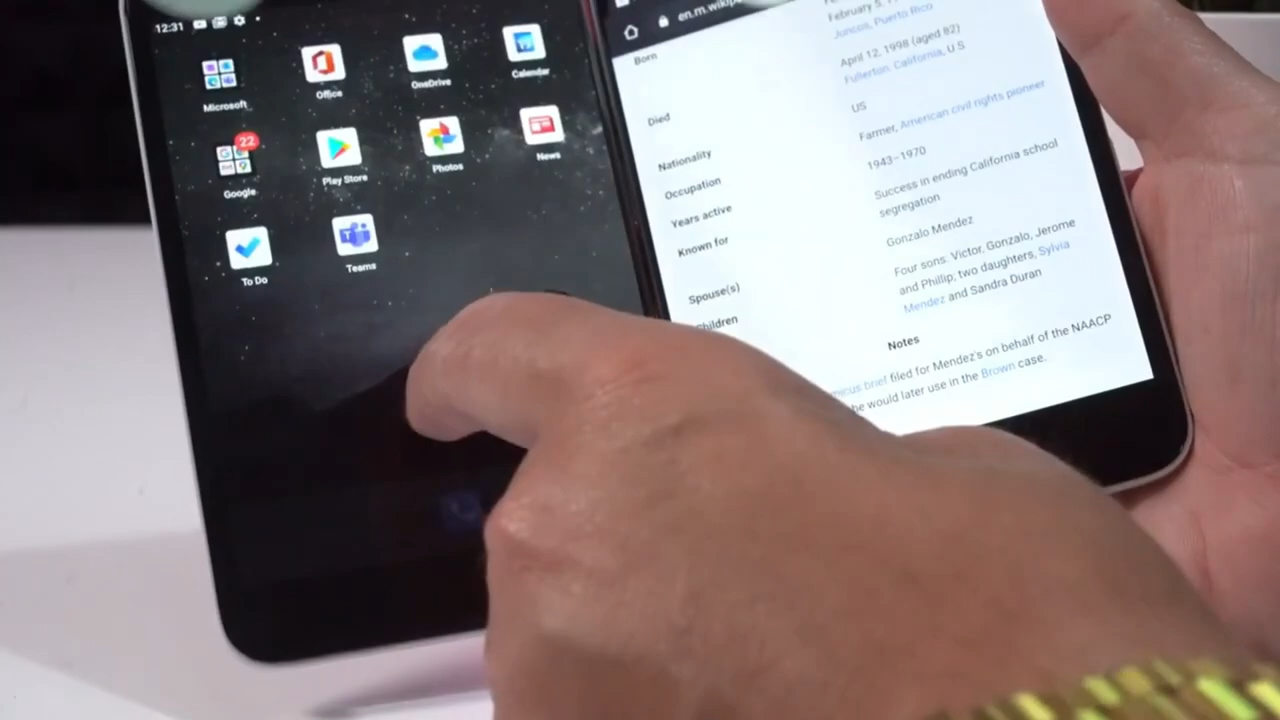 12:31
Microsoft
Office
OneDrive
Calendar
22
Google
Play Store
Photos
News
To Do
Teams
Born
February 5,
Juncos, Puerto Rico
Died
April 12, 1998 (aged 82)
Fullerton, California, U.S
Nationality
US
Occupation
Farmer, American civil rights pioneer
Years active
1943–1970
Known for
Success in ending California school
segregation
Spouse(s)
Gonzalo Mendez
Children
Four sons: Victor, Gonzalo, Jerome
and Phillip; two daughters, Sylvia
Mendez and Sandra Duran
Notes
brief filed for Mendez's on behalf of the NAACP
he would later use in the Brown case.